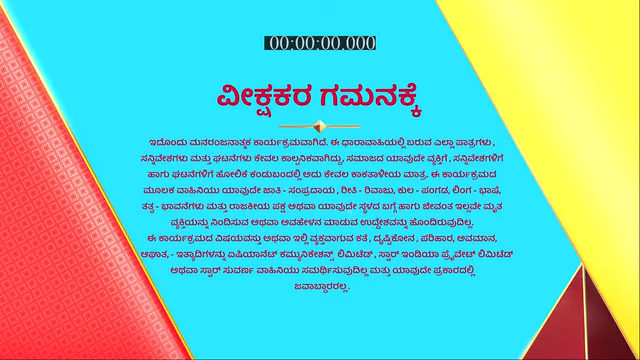 00:00:00.000
ವೀಕ್ಷಕರ ಗಮನಕ್ಕೆ
ಇದೊಂದು ಮನರಂಜನಾತ್ಮಕ ಕಾರ್ಯಕ್ರಮವಾಗಿದೆ. ಈ ಧಾರಾವಾಹಿಯಲ್ಲಿ ಬರುವ ಎಲ್ಲಾ ಪಾತ್ರಗಳು,
ಸನ್ನಿವೇಶಗಳು ಮತ್ತು ಘಟನೆಗಳು ಕೇವಲ ಕಾಲ್ಪನಿಕವಾಗಿದ್ದು, ಸಮಾಜದ ಯಾವುದೇ ವ್ಯಕ್ತಿಗೆ, ಸನ್ನಿವೇಶಗಳಿಗೆ
ಹಾಗು ಘಟನೆಗಳಿಗೆ ಹೋಲಿಕೆ ಕಂಡುಬಂದಲ್ಲಿ ಅದು ಕೇವಲ ಕಾಕತಾಳೀಯ ಮಾತ್ರ. ಈ ಕಾರ್ಯಕ್ರಮದ
ಮೂಲಕ ವಾಹಿನಿಯು ಯಾವುದೇ ಜಾತಿ - ಸಂಪ್ರದಾಯ, ರೀತಿ - ರಿವಾಜು, ಕುಲ - ಪಂಗಡ, ಲಿಂಗ - ಭಾಷೆ,
ತತ್ವ - ಭಾವನೆಗಳು ಮತ್ತು ರಾಜಕೀಯ ಪಕ್ಷ ಅಥವಾ ಯಾವುದೇ ಸ್ಥಳದ ಬಗ್ಗೆ ಹಾಗು ಜೀವಂತ ಇಲ್ಲವೇ ಮೃತ
ವ್ಯಕ್ತಿಯನ್ನು ನಿಂದಿಸುವ ಅಥವಾ ಅವಹೇಳನ ಮಾಡುವ ಉದ್ದೇಶವನ್ನು ಹೊಂದಿರುವುದಿಲ್ಲ.
ಈ ಕಾರ್ಯಕ್ರಮದ ವಿಷಯವಸ್ತು ಅಥವಾ ಇಲ್ಲಿ ವ್ಯಕ್ತವಾಗುವ ಕತೆ, ದೃಷ್ಟಿಕೋನ, ಪರಿಹಾರ, ಅವಮಾನ,
ಆಘಾತ, - ಇತ್ಯಾದಿಗಳನ್ನು ಏಷಿಯಾನೆಟ್ ಕಮ್ಯುನಿಕೇಶನ್ಸ್ ಲಿಮಿಟೆಡ್, ಸ್ಟಾರ್ ಇಂಡಿಯಾ ಪ್ರೈವೇಟ್ ಲಿಮಿಟೆಡ್
ಅಥವಾ ಸ್ಟಾರ್ ಸುವರ್ಣ ವಾಹಿನಿಯು ಸಮರ್ಥಿಸುವುದಿಲ್ಲ ಮತ್ತು ಯಾವುದೇ ಪ್ರಕಾರದಲ್ಲಿ
ಜವಾಬ್ದಾರರಲ್ಲ.